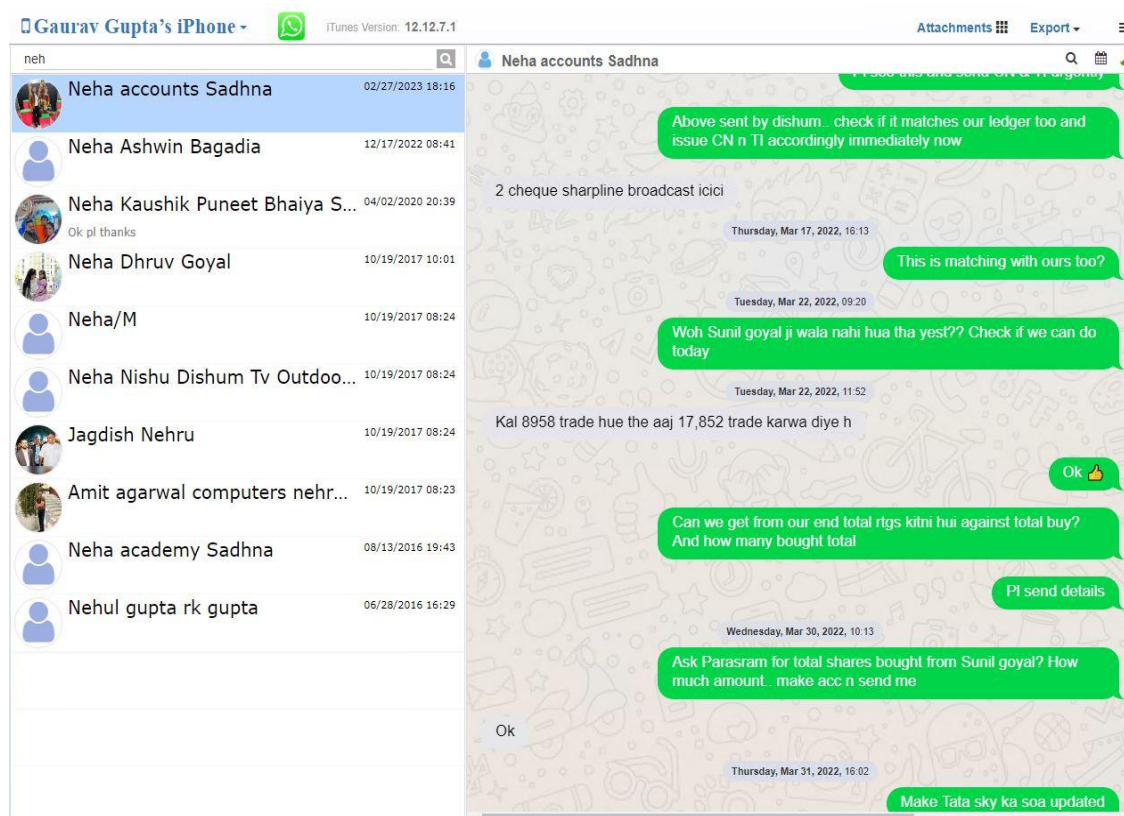 Gaurav Gupta's iPhone
iTunes Version: 12.12.7.1
Attachments
Export
neh
Neha accounts Sadhna
02/27/2023 18:16
Neha Ashwin Bagadia
12/17/2022 08:41
Neha Kaushik Puneet Bhaiya S...
04/02/2020 20:39
Ok pl thanks
Neha Dhruv Goyal
10/19/2017 10:01
Neha/M
10/19/2017 08:24
Neha Nishu Dishum Tv Outdoo...
10/19/2017 08:24
Jagdish Nehru
10/19/2017 08:24
Amit agarwal computers nehr...
10/19/2017 08:23
Neha academy Sadhna
08/13/2016 19:43
Nehul gupta rk gupta
06/28/2016 16:29
Neha accounts Sadhna
Pl see this and send CN & TI urgently
Above sent by dishum.. check if it matches our ledger too and
issue CN n TI accordingly immediately now
2 cheque sharpline broadcast icici
Thursday, Mar 17, 2022, 16:13
This is matching with ours too?
Tuesday, Mar 22, 2022, 09:20
Woh Sunil goyal ji wala nahi hua tha yest?? Check if we can do
today
Tuesday, Mar 22, 2022, 11:52
Kal 8958 trade hue the aaj 17,852 trade karwa diye h
Ok 👍
Can we get from our end total rtgs kitni hui against total buy?
And how many bought total
Pl send details
Wednesday, Mar 30, 2022, 10:13
Ask Parasram for total shares bought from Sunil goyal? How
much amount.. make acc n send me
Ok
Thursday, Mar 31, 2022, 16:02
Make Tata sky ka soa updated